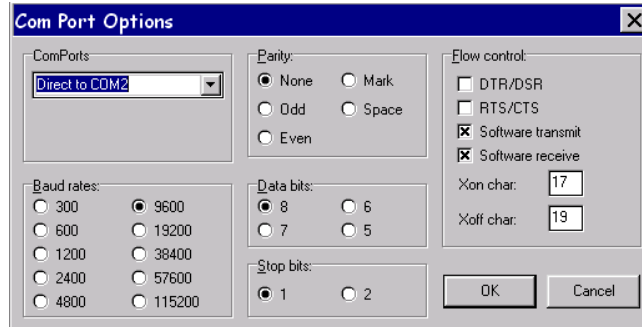 Com Port Options
ComPorts
Direct to COM2
Parity:
None
Mark
Odd
Space
Even
Flow control:
DTR/DSR
RTS/CTS
Software transmit
Software receive
Xon char: 17
Xoff char: 19
Baud rates:
300
9600
600
19200
1200
38400
2400
57600
4800
115200
Data bits:
8
6
7
5
Stop bits:
1
2
OK
Cancel